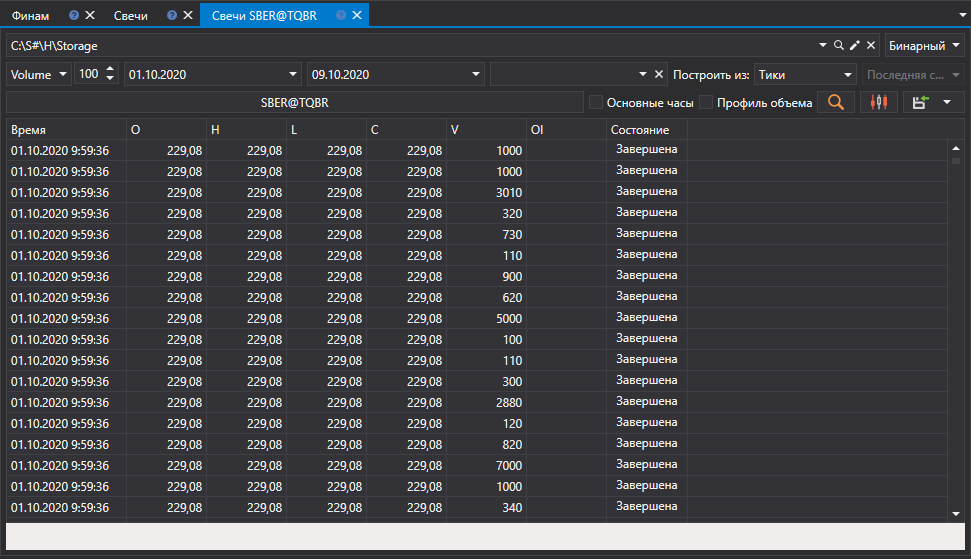 Финам ? Свечи ? Свечи SBER@TQBR ?
C:\S#\H\Storage Бинарный
Volume 100 01.10.2020 09.10.2020 Построить из: Тики Последняя с...
SBER@TQBR Основные часы Профиль объема
Время O H L C V OI Состояние
01.10.2020 9:59:36 229,08 229,08 229,08 229,08 1000 Завершена
01.10.2020 9:59:36 229,08 229,08 229,08 229,08 1000 Завершена
01.10.2020 9:59:36 229,08 229,08 229,08 229,08 3010 Завершена
01.10.2020 9:59:36 229,08 229,08 229,08 229,08 320 Завершена
01.10.2020 9:59:36 229,08 229,08 229,08 229,08 730 Завершена
01.10.2020 9:59:36 229,08 229,08 229,08 229,08 110 Завершена
01.10.2020 9:59:36 229,08 229,08 229,08 229,08 900 Завершена
01.10.2020 9:59:36 229,08 229,08 229,08 229,08 620 Завершена
01.10.2020 9:59:36 229,08 229,08 229,08 229,08 5000 Завершена
01.10.2020 9:59:36 229,08 229,08 229,08 229,08 100 Завершена
01.10.2020 9:59:36 229,08 229,08 229,08 229,08 110 Завершена
01.10.2020 9:59:36 229,08 229,08 229,08 229,08 300 Завершена
01.10.2020 9:59:36 229,08 229,08 229,08 229,08 2880 Завершена
01.10.2020 9:59:36 229,08 229,08 229,08 229,08 120 Завершена
01.10.2020 9:59:36 229,08 229,08 229,08 229,08 820 Завершена
01.10.2020 9:59:36 229,08 229,08 229,08 229,08 7000 Завершена
01.10.2020 9:59:36 229,08 229,08 229,08 229,08 1000 Завершена
01.10.2020 9:59:36 229,08 229,08 229,08 229,08 340 Завершена